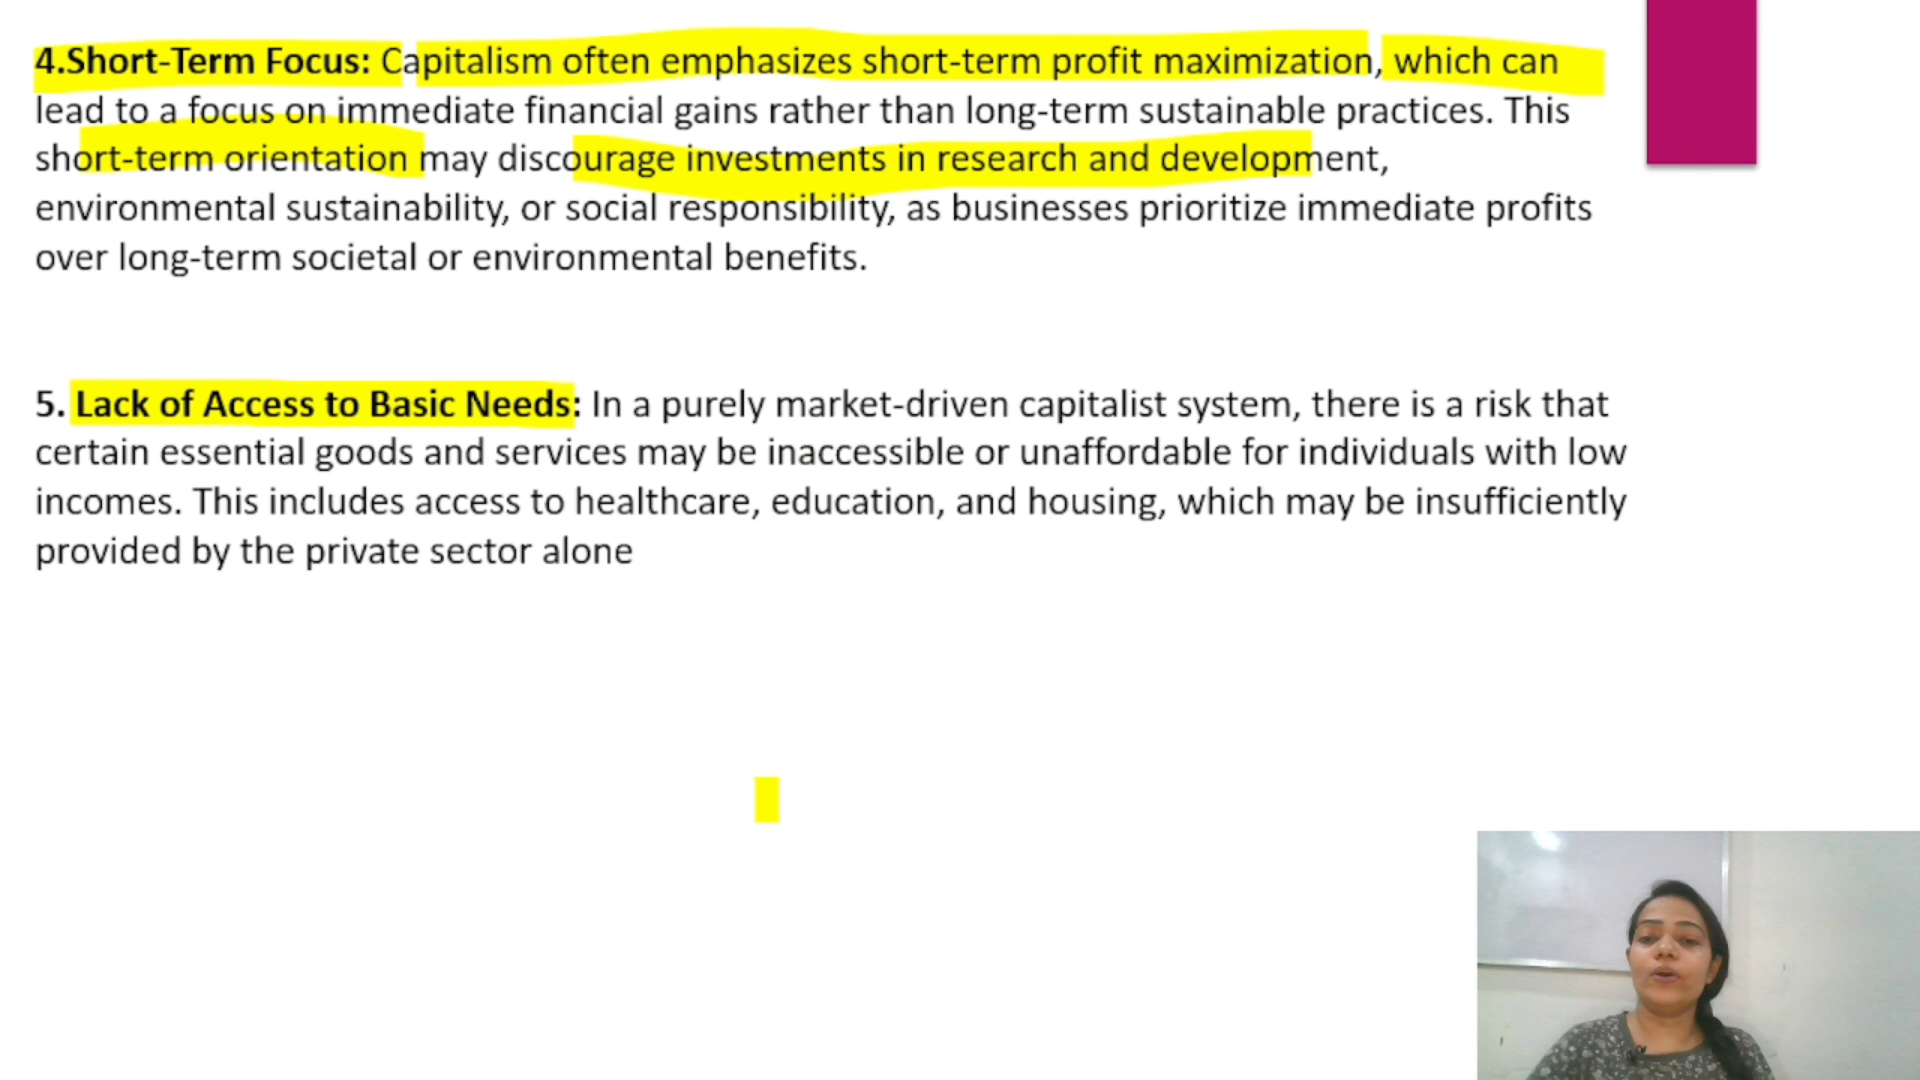 4.Short-Term Focus: Capitalism often emphasizes short-term profit maximization, which can
lead to a focus on immediate financial gains rather than long-term sustainable practices. This
short-term orientation may discourage investments in research and development,
environmental sustainability, or social responsibility, as businesses prioritize immediate profits
over long-term societal or environmental benefits.
5. Lack of Access to Basic Needs: In a purely market-driven capitalist system, there is a risk that
certain essential goods and services may be inaccessible or unaffordable for individuals with low
incomes. This includes access to healthcare, education, and housing, which may be insufficiently
provided by the private sector alone